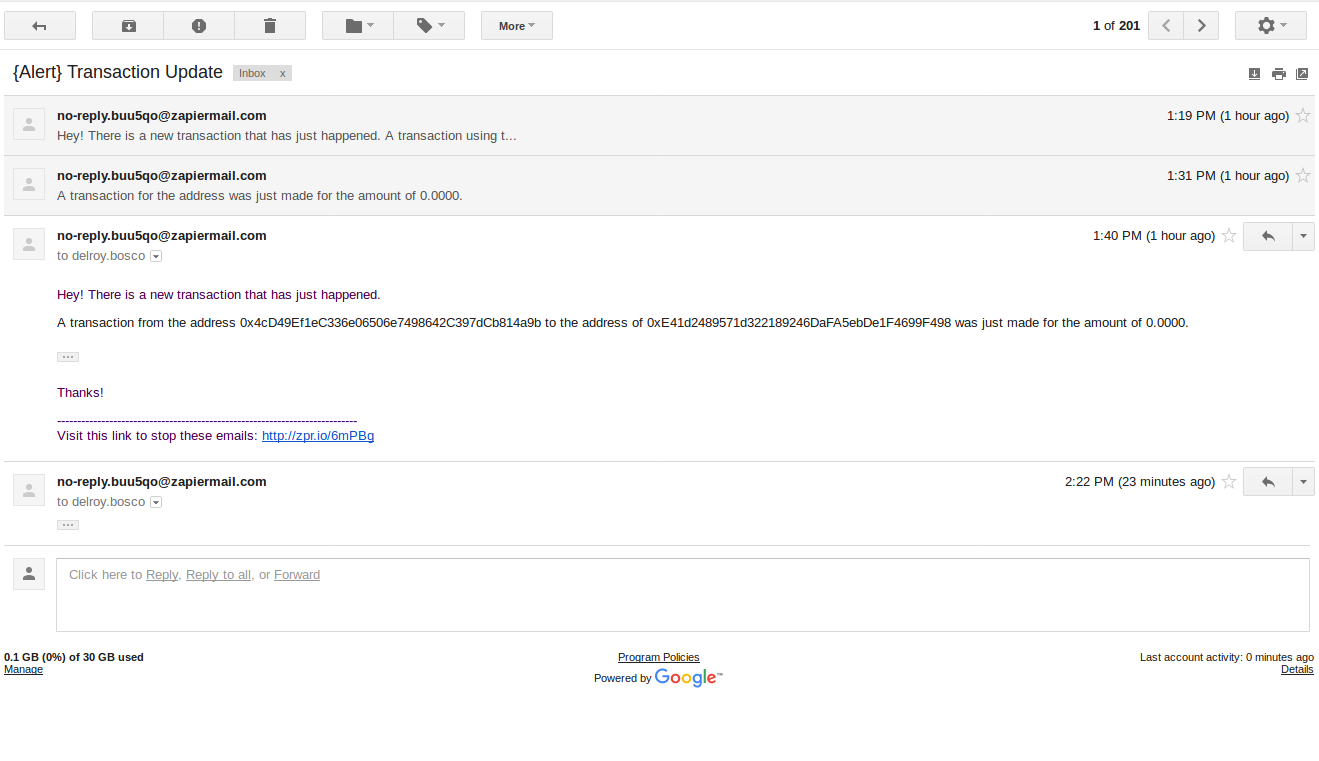 More
1 of 201
{Alert} Transaction Update Inbox x
no-reply.buu5qo@zapiermail.com 1:19 PM (1 hour ago)
Hey! There is a new transaction that has just happened. A transaction using t...
no-reply.buu5qo@zapiermail.com 1:31 PM (1 hour ago)
A transaction for the address was just made for the amount of 0.0000.
no-reply.buu5qo@zapiermail.com 1:40 PM (1 hour ago)
to delroy.bosco
Hey! There is a new transaction that has just happened.
A transaction from the address 0x4cD49Ef1eC336e06506e7498642C397dCb814a9b to the address of 0xE41d2489571d322189246DaFA5ebDe1F4699F498 was just made for the amount of 0.0000.
...
Thanks!
---------------------------------------------------------------------------
Visit this link to stop these emails: http://zpr.io/6mPBg
no-reply.buu5qo@zapiermail.com 2:22 PM (23 minutes ago)
to delroy.bosco
...
Click here to Reply, Reply to all, or Forward
0.1 GB (0%) of 30 GB used
Manage
Program Policies
Powered by Google™
Last account activity: 0 minutes ago
Details